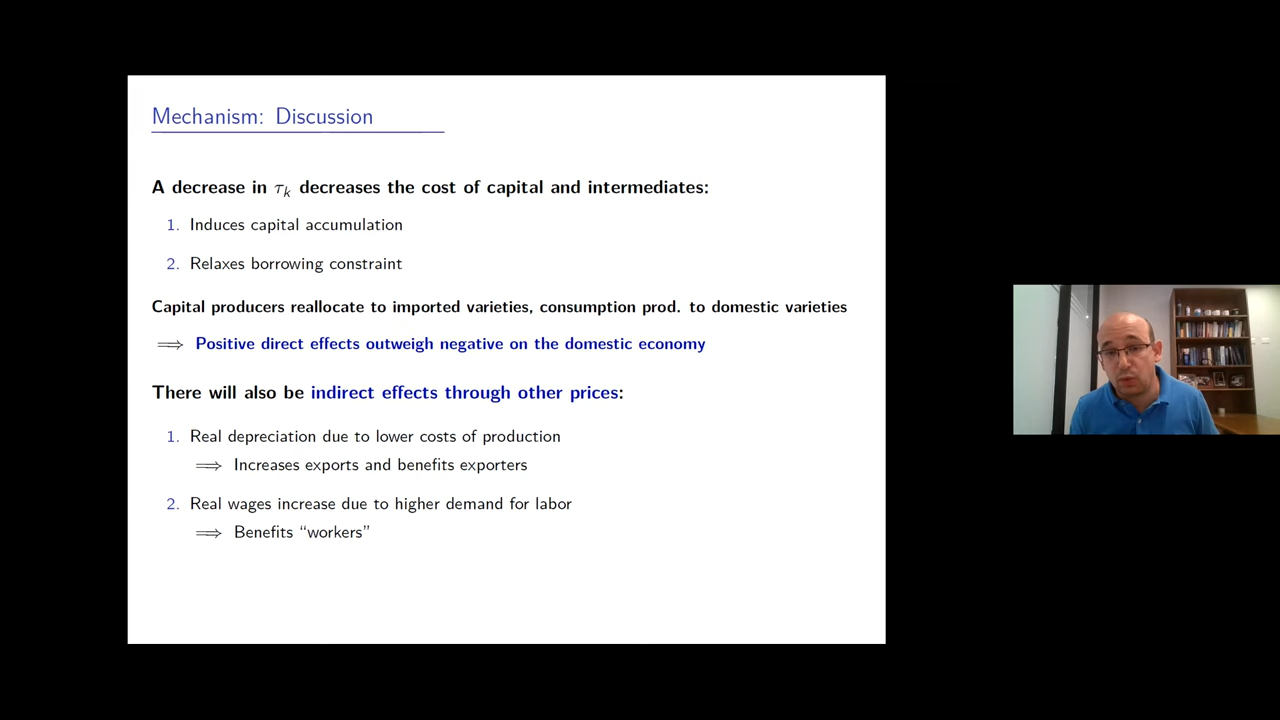 Mechanism: Discussion
A decrease in τk decreases the cost of capital and intermediates:
1. Induces capital accumulation
2. Relaxes borrowing constraint
Capital producers reallocate to imported varieties, consumption prod. to domestic varieties
⟹ Positive direct effects outweigh negative on the domestic economy
There will also be indirect effects through other prices:
1. Real depreciation due to lower costs of production
⟹ Increases exports and benefits exporters
2. Real wages increase due to higher demand for labor
⟹ Benefits “workers”